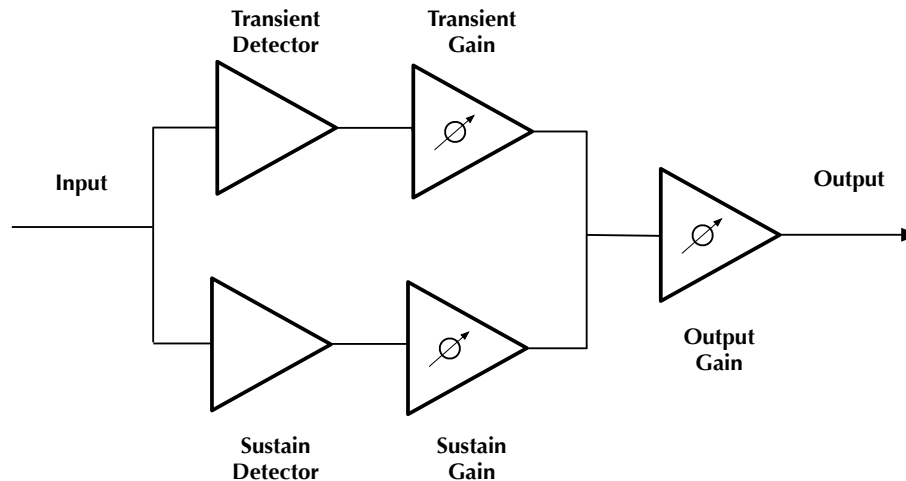 Transient
Detector
Transient
Gain
Input
Output
Output
Gain
Sustain
Detector
Sustain
Gain